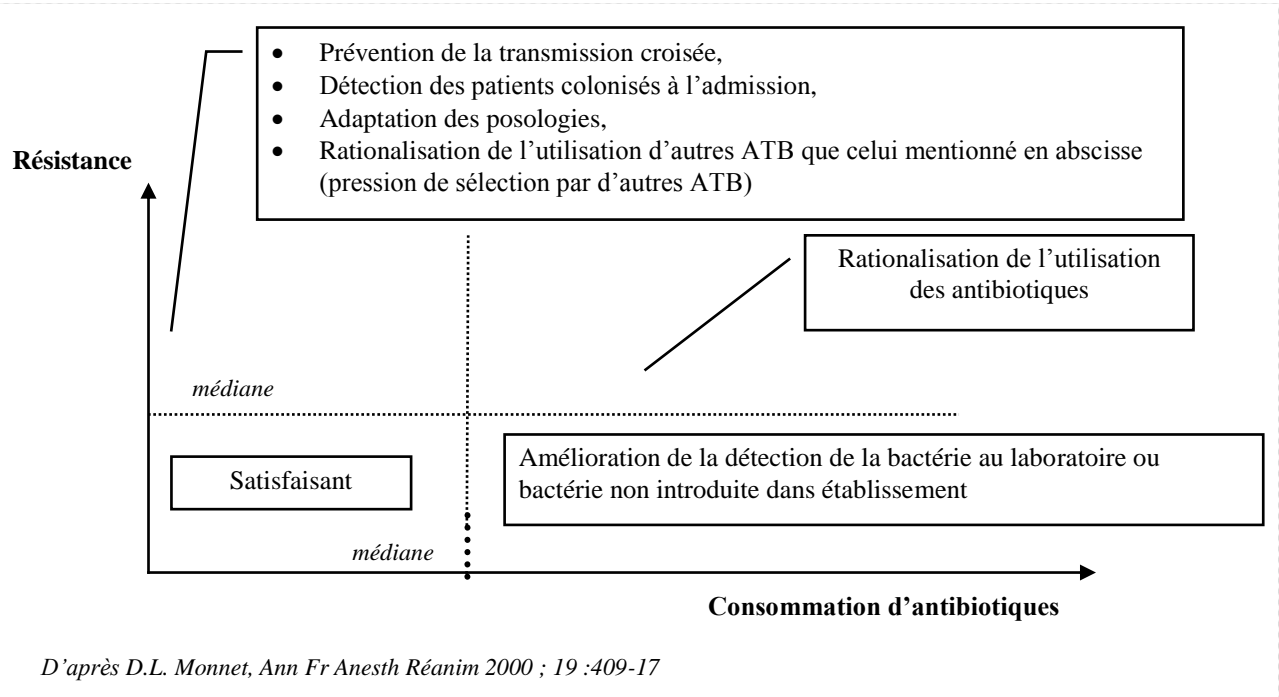 • Prévention de la transmission croisée,
• Détection des patients colonisés à l’admission,
• Adaptation des posologies,
• Rationalisation de l’utilisation d’autres ATB que celui mentionné en abscisse
(pression de sélection par d’autres ATB)
Résistance
Rationalisation de l’utilisation
des antibiotiques
médiane
Satisfaisant
Amélioration de la détection de la bactérie au laboratoire ou
bactérie non introduite dans établissement
médiane
Consommation d’antibiotiques
D’après D.L. Monnet, Ann Fr Anesth Réanim 2000 ; 19 :409-17